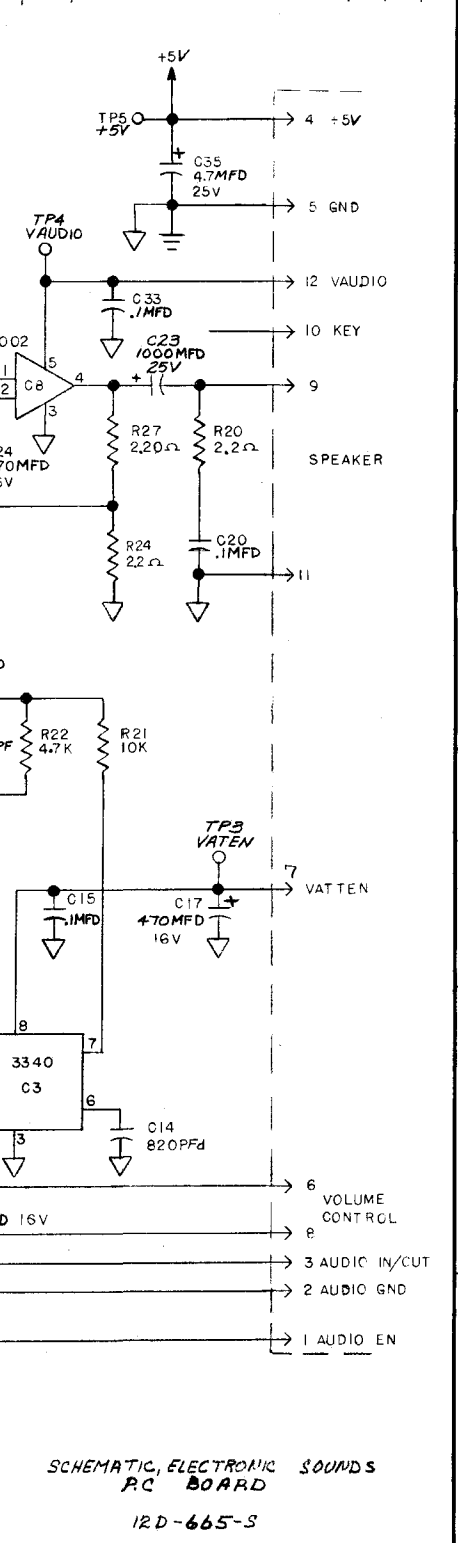 +5V
TP5
+5V
4 +5V
+
C35
4.7MFD
25V
5 GND
TP4
VAUDIO
12 VAUDIO
C33
.1MFD
10 KEY
002
C23
1000MFD
25V
+
1
2
C8
5
4
3
9
24
70MFD
R27
2.20Ω
R20
2.2Ω
SPEAKER
R24
2.2Ω
C20
.1MFD
11
R22
4.7K
R21
10K
TP3
VATEN
7
VATTEN
C15
.1MFD
C17
+
470MFD
16V
8
7
3340
C3
6
3
C14
820PFd
6
VOLUME
CONTROL
D 16V
8
3 AUDIO IN/OUT
2 AUDIO GND
1 AUDIO EN
SCHEMATIC, ELECTRONIC SOUNDS
P.C BOARD
12D-665-S